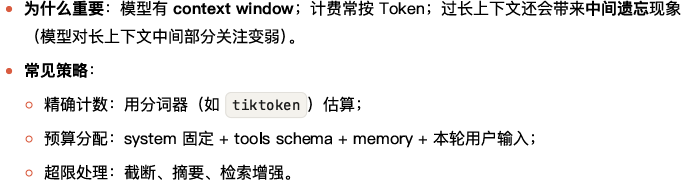 • 为什么重要：模型有 context window；计费常按 Token；过长上下文还会带来中间遗忘现象
（模型对长上下文中间部分关注变弱）。
• 常见策略：
○ 精确计数：用分词器（如 tiktoken ）估算；
○ 预算分配：system 固定 + tools schema + memory + 本轮用户输入；
○ 超限处理：截断、摘要、检索增强。